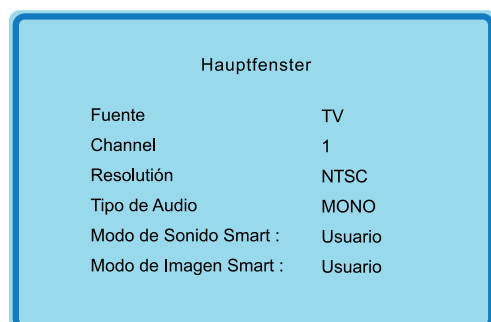 Hauptfenster
Fuente TV
Channel 1
Resolutión NTSC
Tipo de Audio MONO
Modo de Sonido Smart : Usuario
Modo de Imagen Smart : Usuario